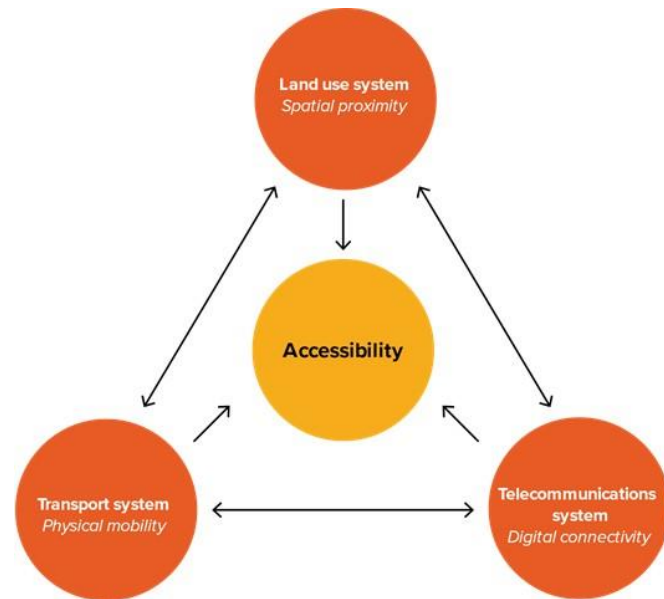 Land use system
Spatial proximity
Accessibility
Transport system
Physical mobility
Telecommunications
system
Digital connectivity